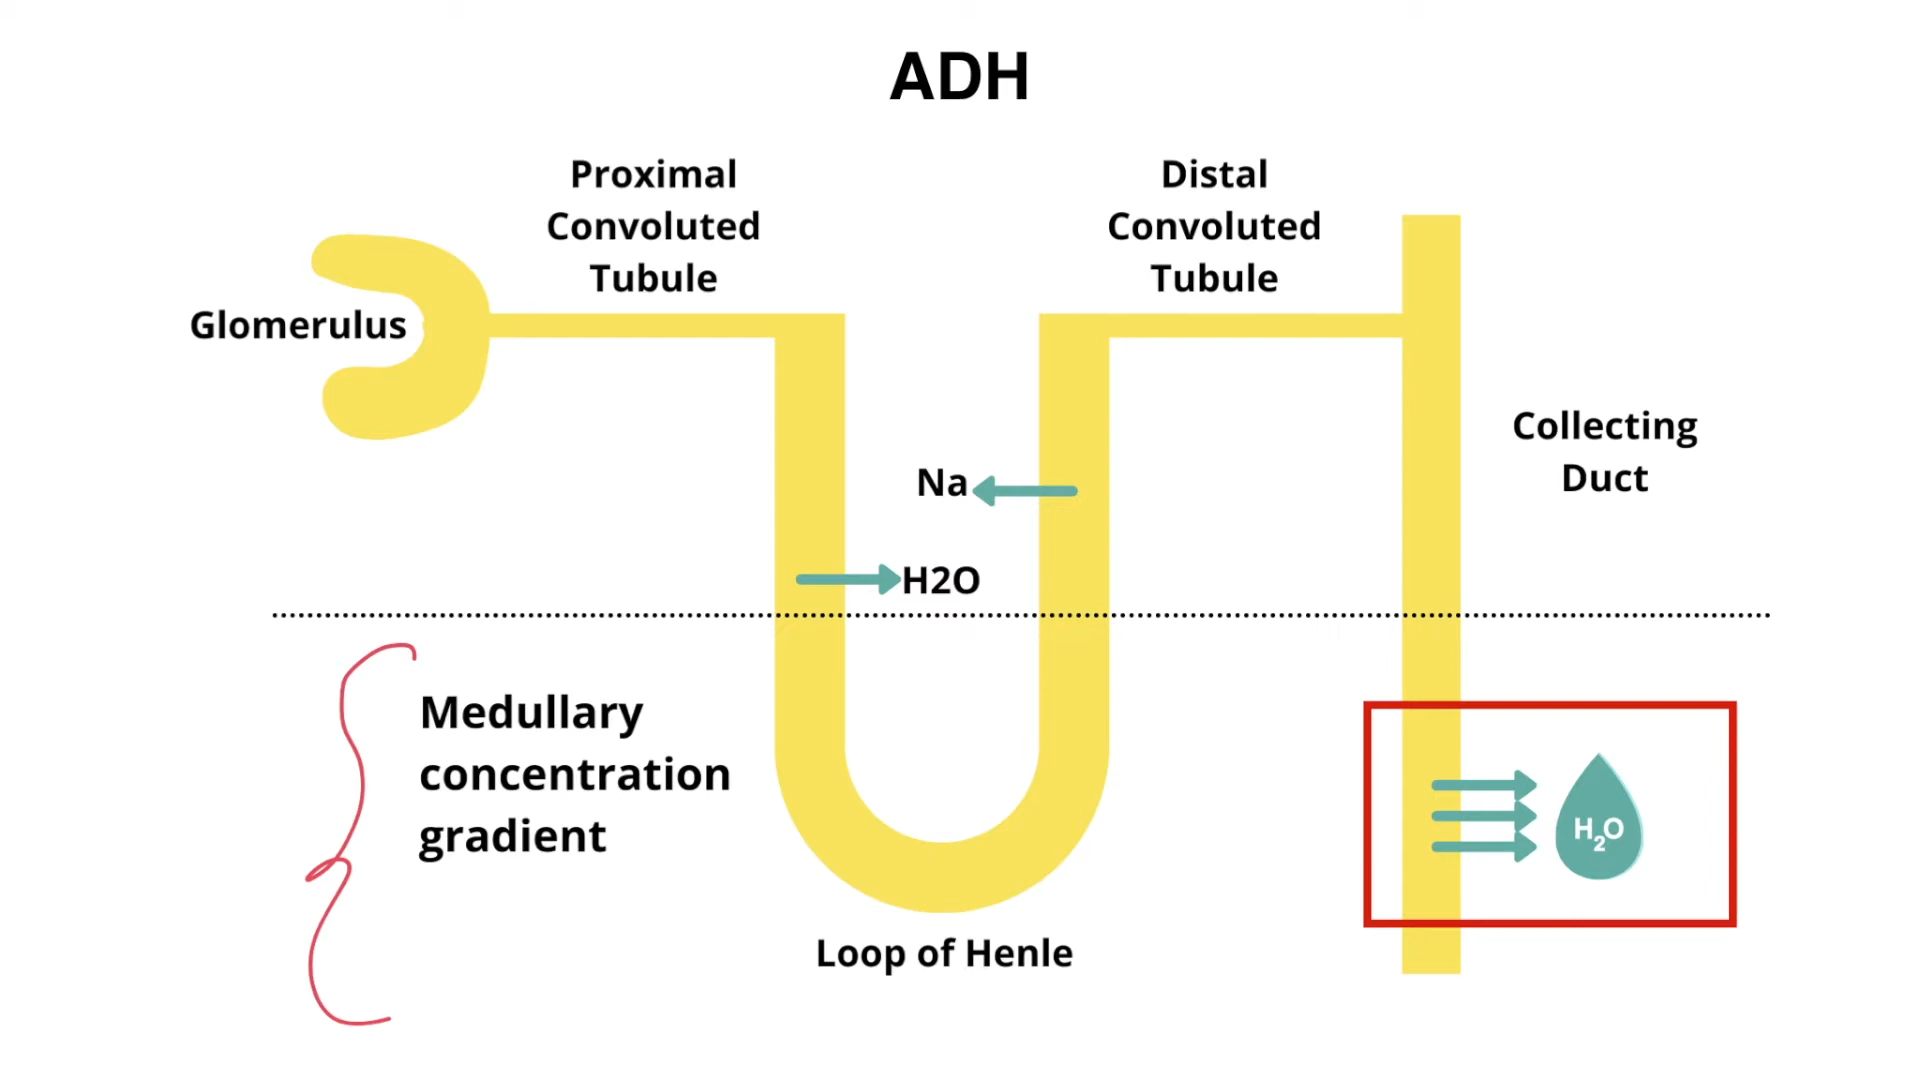 ADH
Proximal
Convoluted
Tubule
Distal
Convoluted
Tubule
Glomerulus
Collecting
Duct
Na
H2O
Medullary
concentration
gradient
H₂O
Loop of Henle